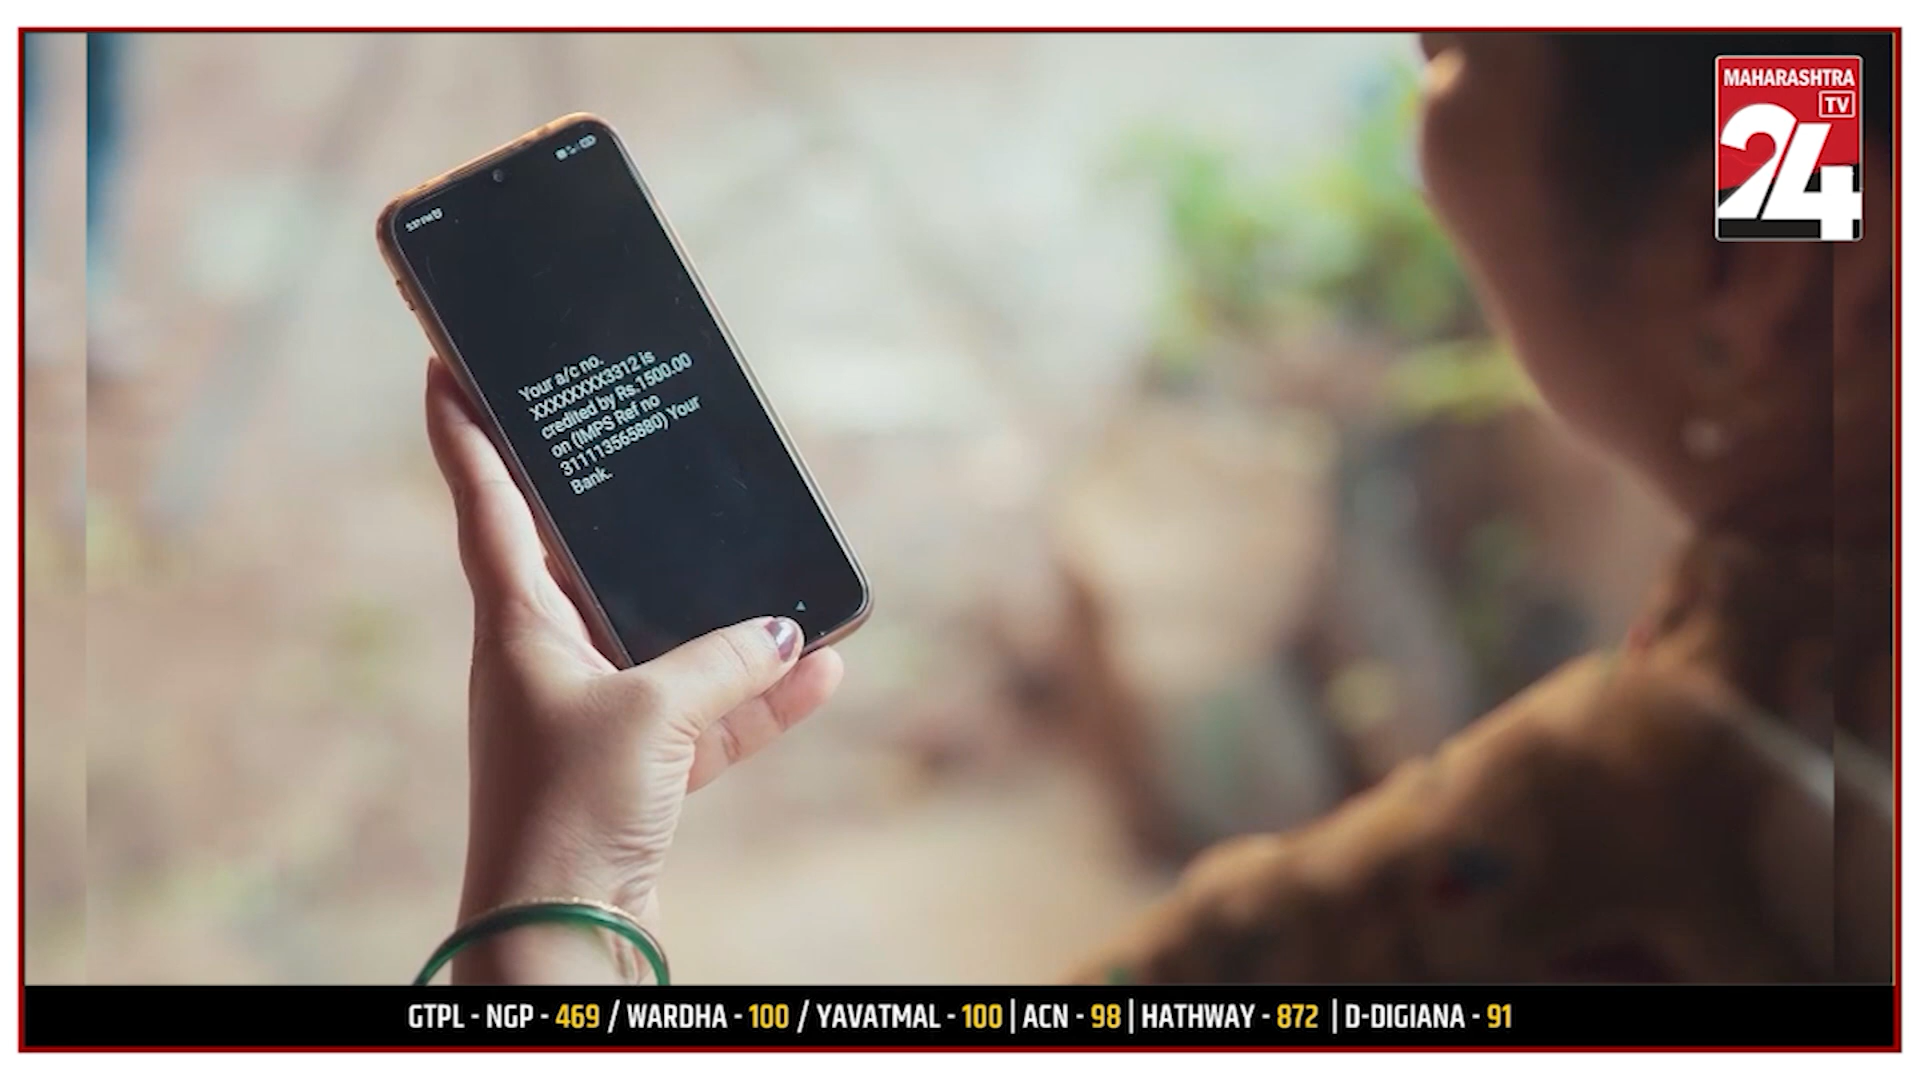 MAHARASHTRA
TV
24
Your a/c no.
XXXXXXXX3312 is
credited by Rs.1500.00
on (IMPS Ref no
311113565880) Your
Bank.
GTPL - NGP - 469 / WARDHA - 100 / YAVATMAL - 100 | ACN - 98 | HATHWAY - 872 | D-DIGIANA - 91